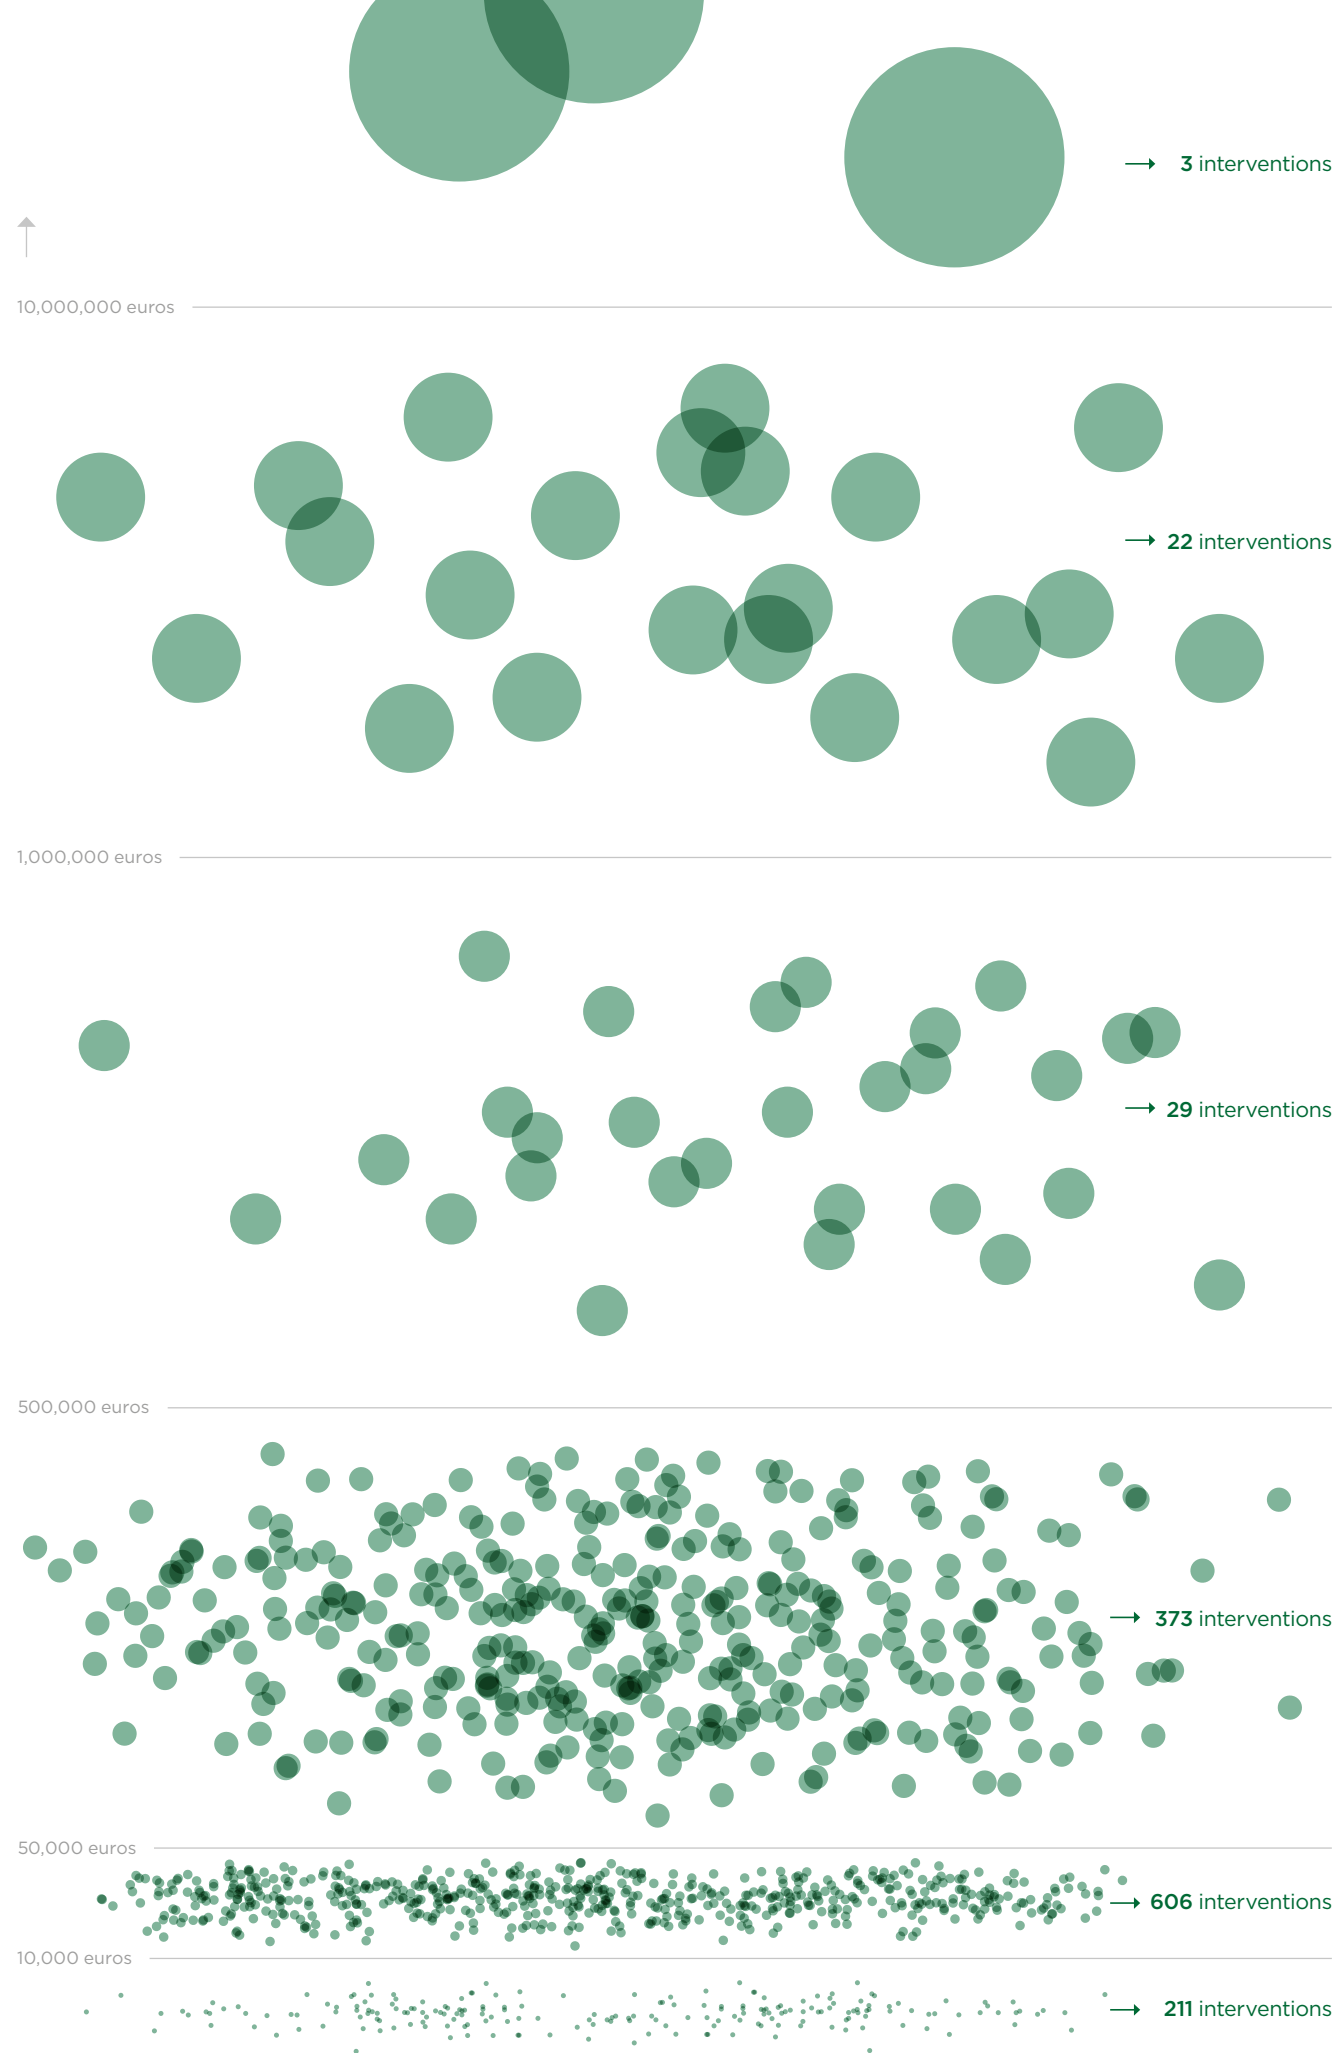 3 interventions
10,000,000 euros
22 interventions
1,000,000 euros
29 interventions
500,000 euros
373 interventions
50,000 euros
606 interventions
10,000 euros
211 interventions